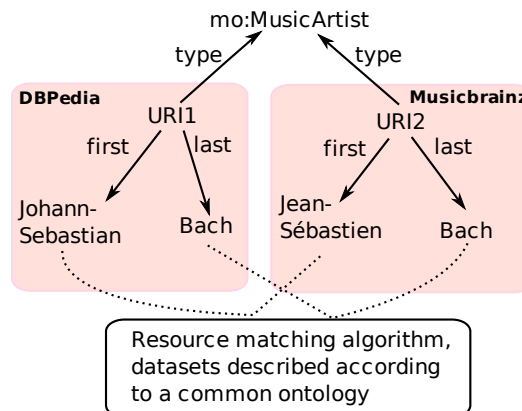 mo:MusicArtist
type type
DBPedia Musicbrainz
URI1 URI2
first last first last
Johann-
Sebastian
Bach
Jean-
Sébastien
Bach
Resource matching algorithm,
datasets described according
to a common ontology